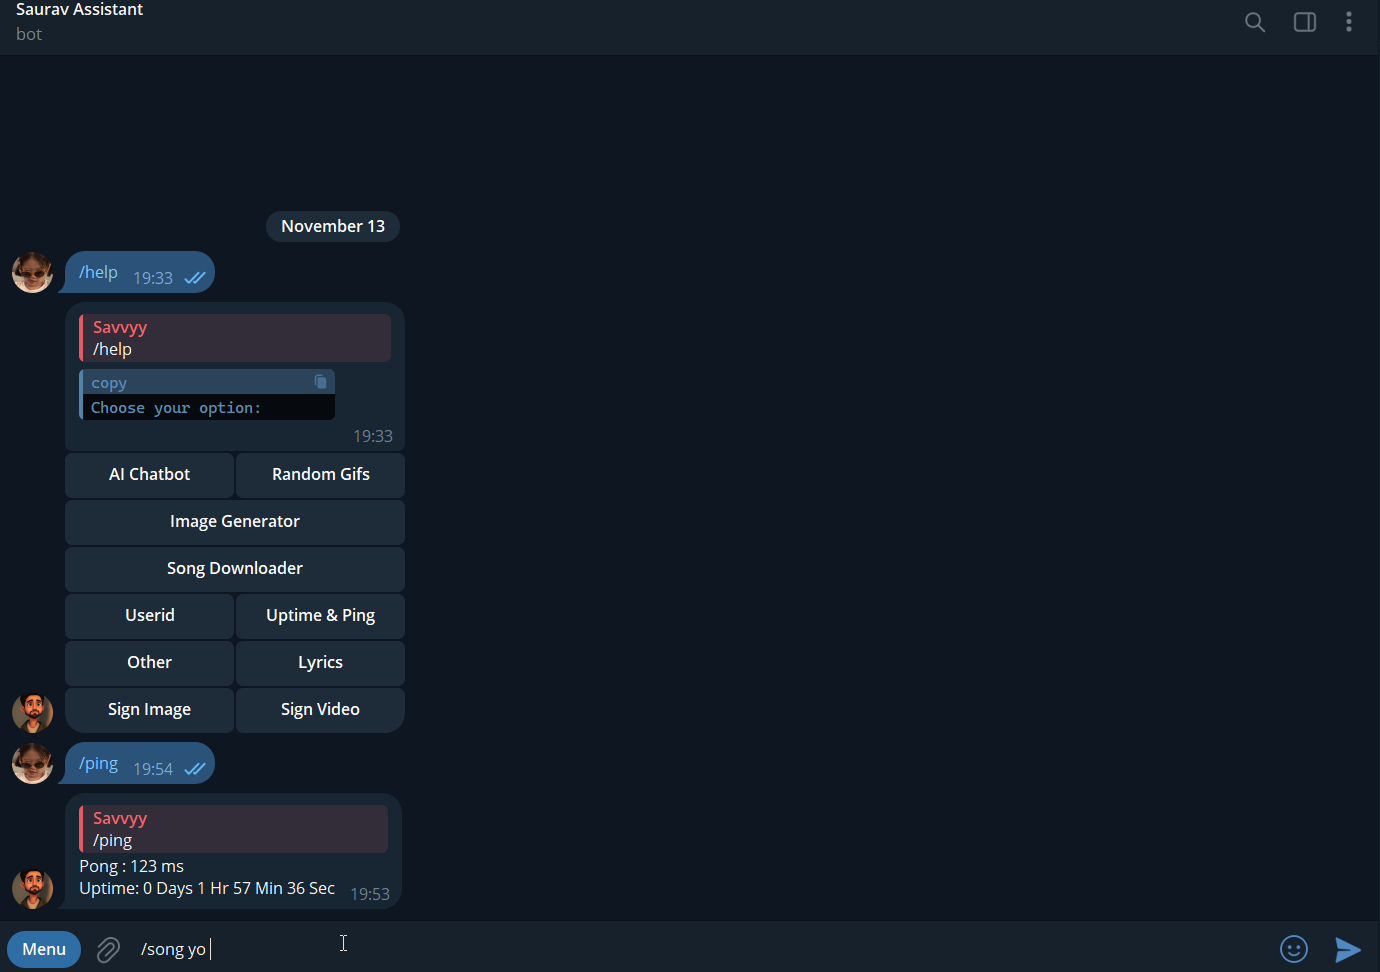 Saurav Assistant
bot
November 13
/help 19:33
Savvyy
/help
copy
Choose your option:
19:33
AI Chatbot Random Gifs
Image Generator
Song Downloader
Userid Uptime & Ping
Other Lyrics
Sign Image Sign Video
/ping 19:54
Savvyy
/ping
Pong : 123 ms
Uptime: 0 Days 1 Hr 57 Min 36 Sec 19:53
Menu /song yo